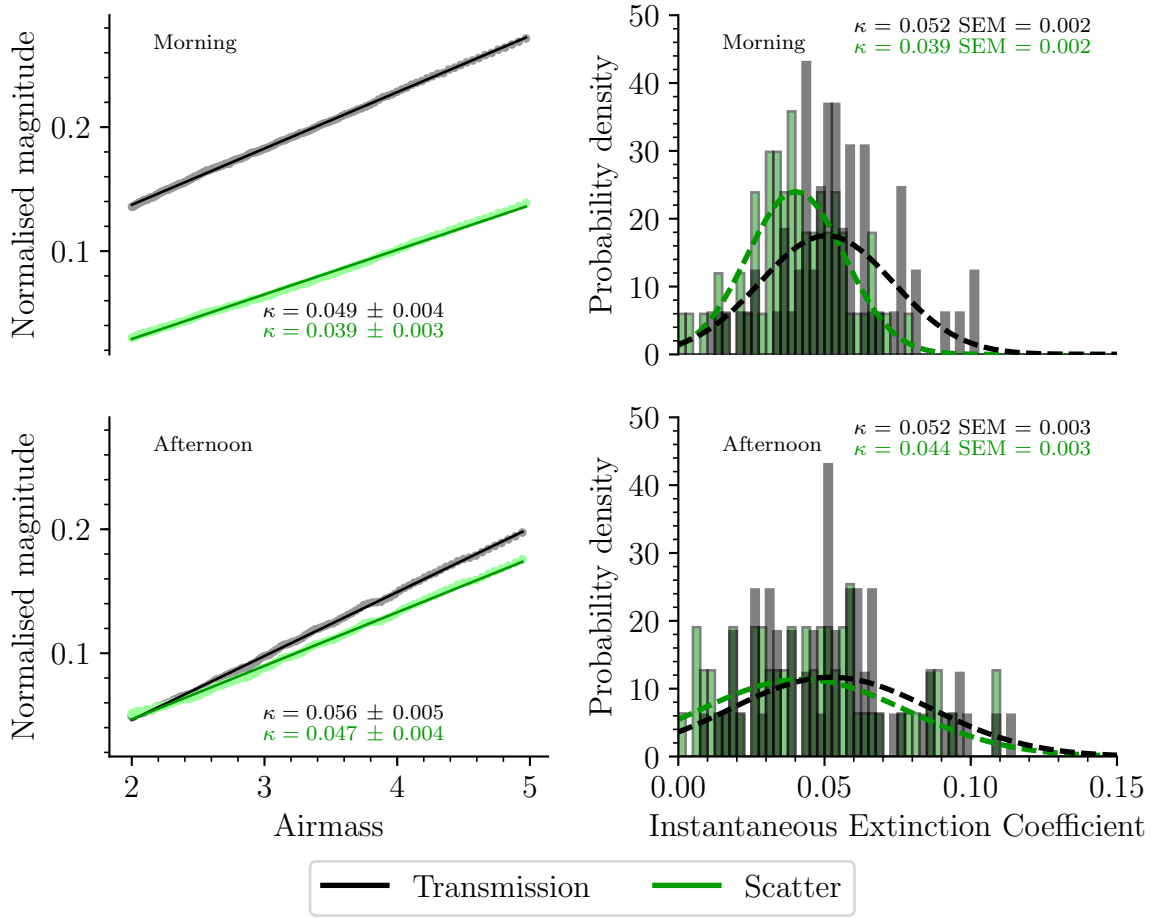 Normalised magnitude
0.2
0.1
Morning
κ = 0.049 ± 0.004
κ = 0.039 ± 0.003
Probability density
50
40
30
20
10
0
Morning
κ = 0.052 SEM = 0.002
κ = 0.039 SEM = 0.002
Normalised magnitude
0.2
0.1
Afternoon
κ = 0.056 ± 0.005
κ = 0.047 ± 0.004
2 3 4 5
Airmass
Probability density
50
40
30
20
10
0
Afternoon
κ = 0.052 SEM = 0.003
κ = 0.044 SEM = 0.003
0.00 0.05 0.10 0.15
Instantaneous Extinction Coefficient
Transmission Scatter